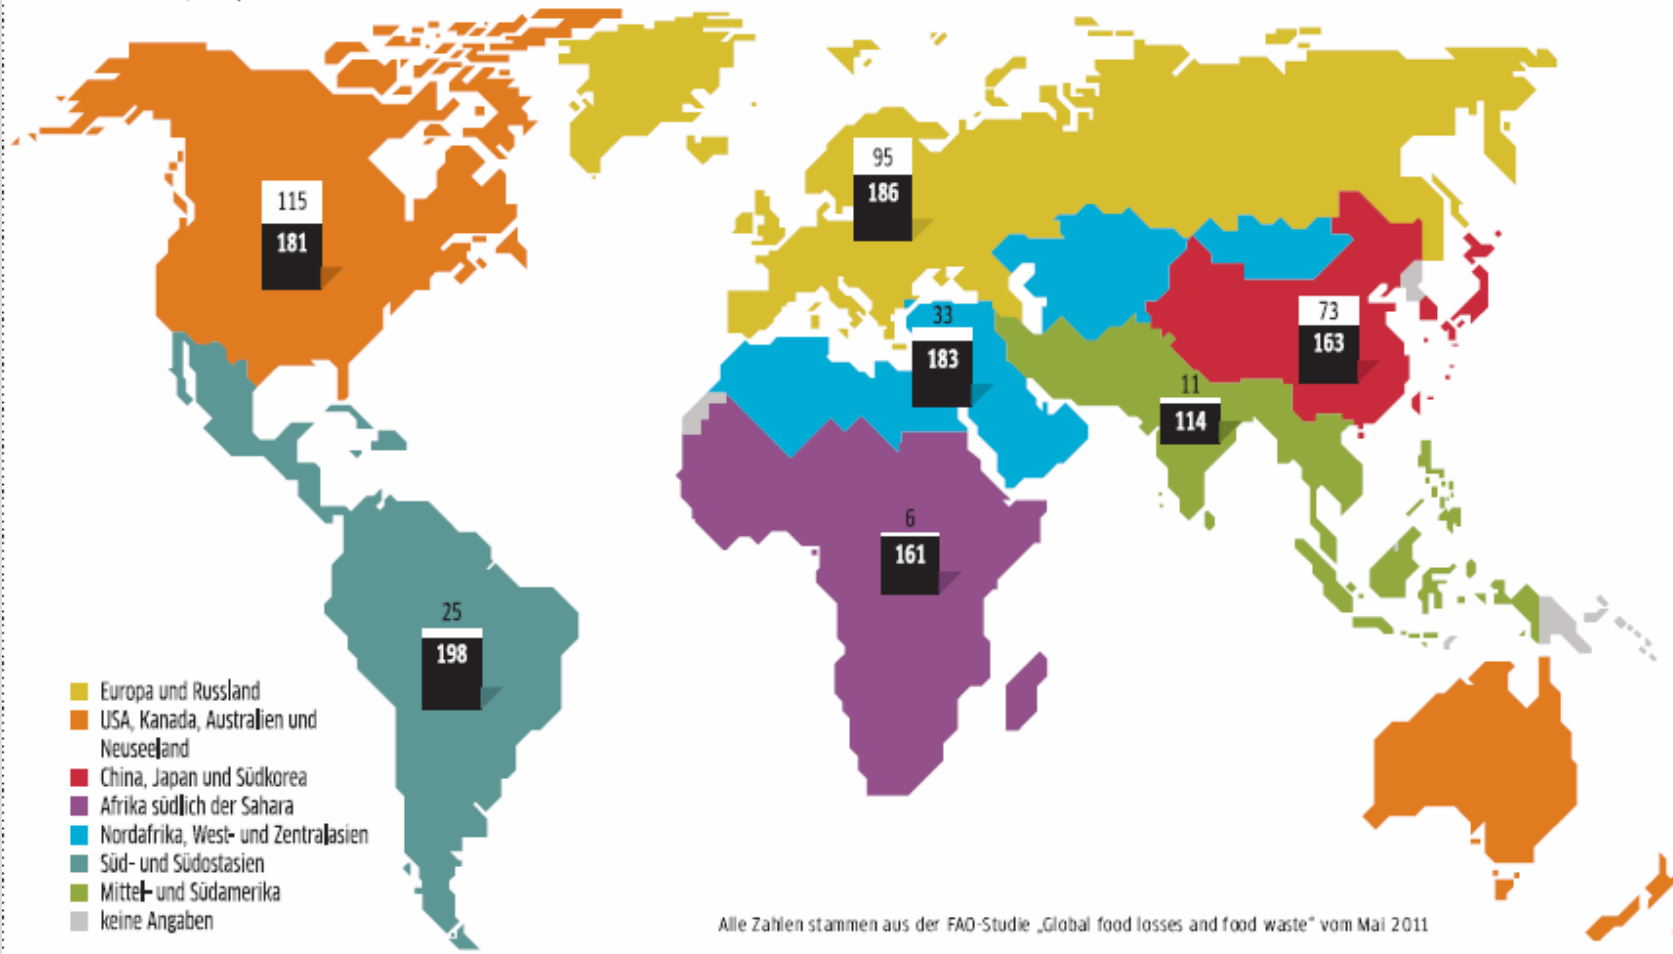 115
181
95
186
33
183
73
163
11
114
6
161
25
198
Europa und Russland
USA, Kanada, Australien und
Neuseeland
China, Japan und Südkorea
Afrika südlich der Sahara
Nordafrika, West- und Zentralasien
Süd- und Südostasien
Mittel- und Südamerika
keine Angaben
Alle Zahlen stammen aus der FAO-Studie „Global food losses and food waste“ vom Mai 2011